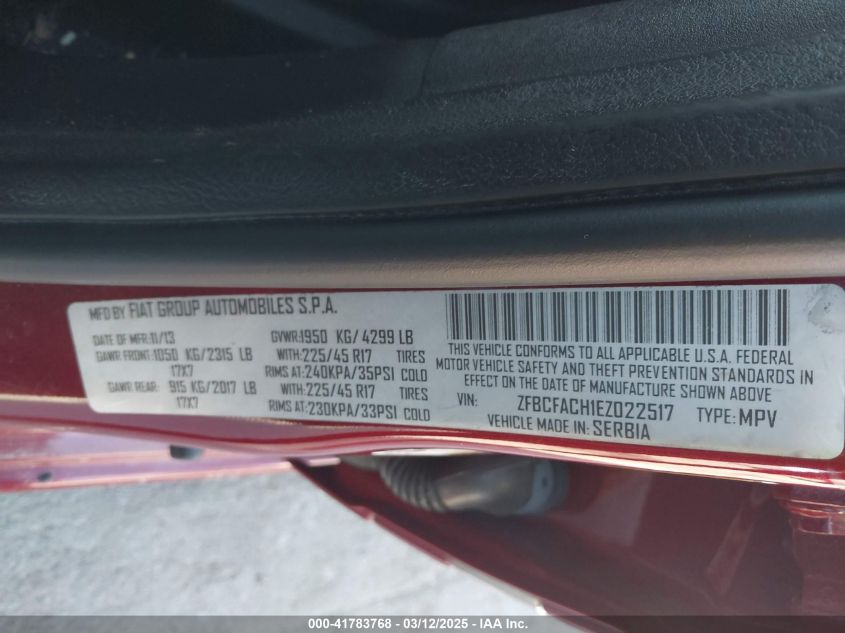 MFD BY FIAT GROUP AUTOMOBILES S.P.A.
DATE OF MFR: 11/13 GVWR: 1950 KG/ 4299 LB
GAWR FRONT: 1050 KG/2315 LB WITH: 225/45 R17 TIRES
17X7 RIMS AT: 240KPA/35PSI COLD
GAWR REAR: 915 KG/2017 LB WITH: 225/45 R17 TIRES
17X7 RIMS AT: 230KPA/33PSI COLD
THIS VEHICLE CONFORMS TO ALL APPLICABLE U.S.A. FEDERAL
MOTOR VEHICLE SAFETY AND THEFT PREVENTION STANDARDS IN
EFFECT ON THE DATE OF MANUFACTURE SHOWN ABOVE
VIN: ZFBCFACH1EZ022517 TYPE: MPV
VEHICLE MADE IN: SERBIA
000-41783768 - 03/12/2025 - IAA Inc.